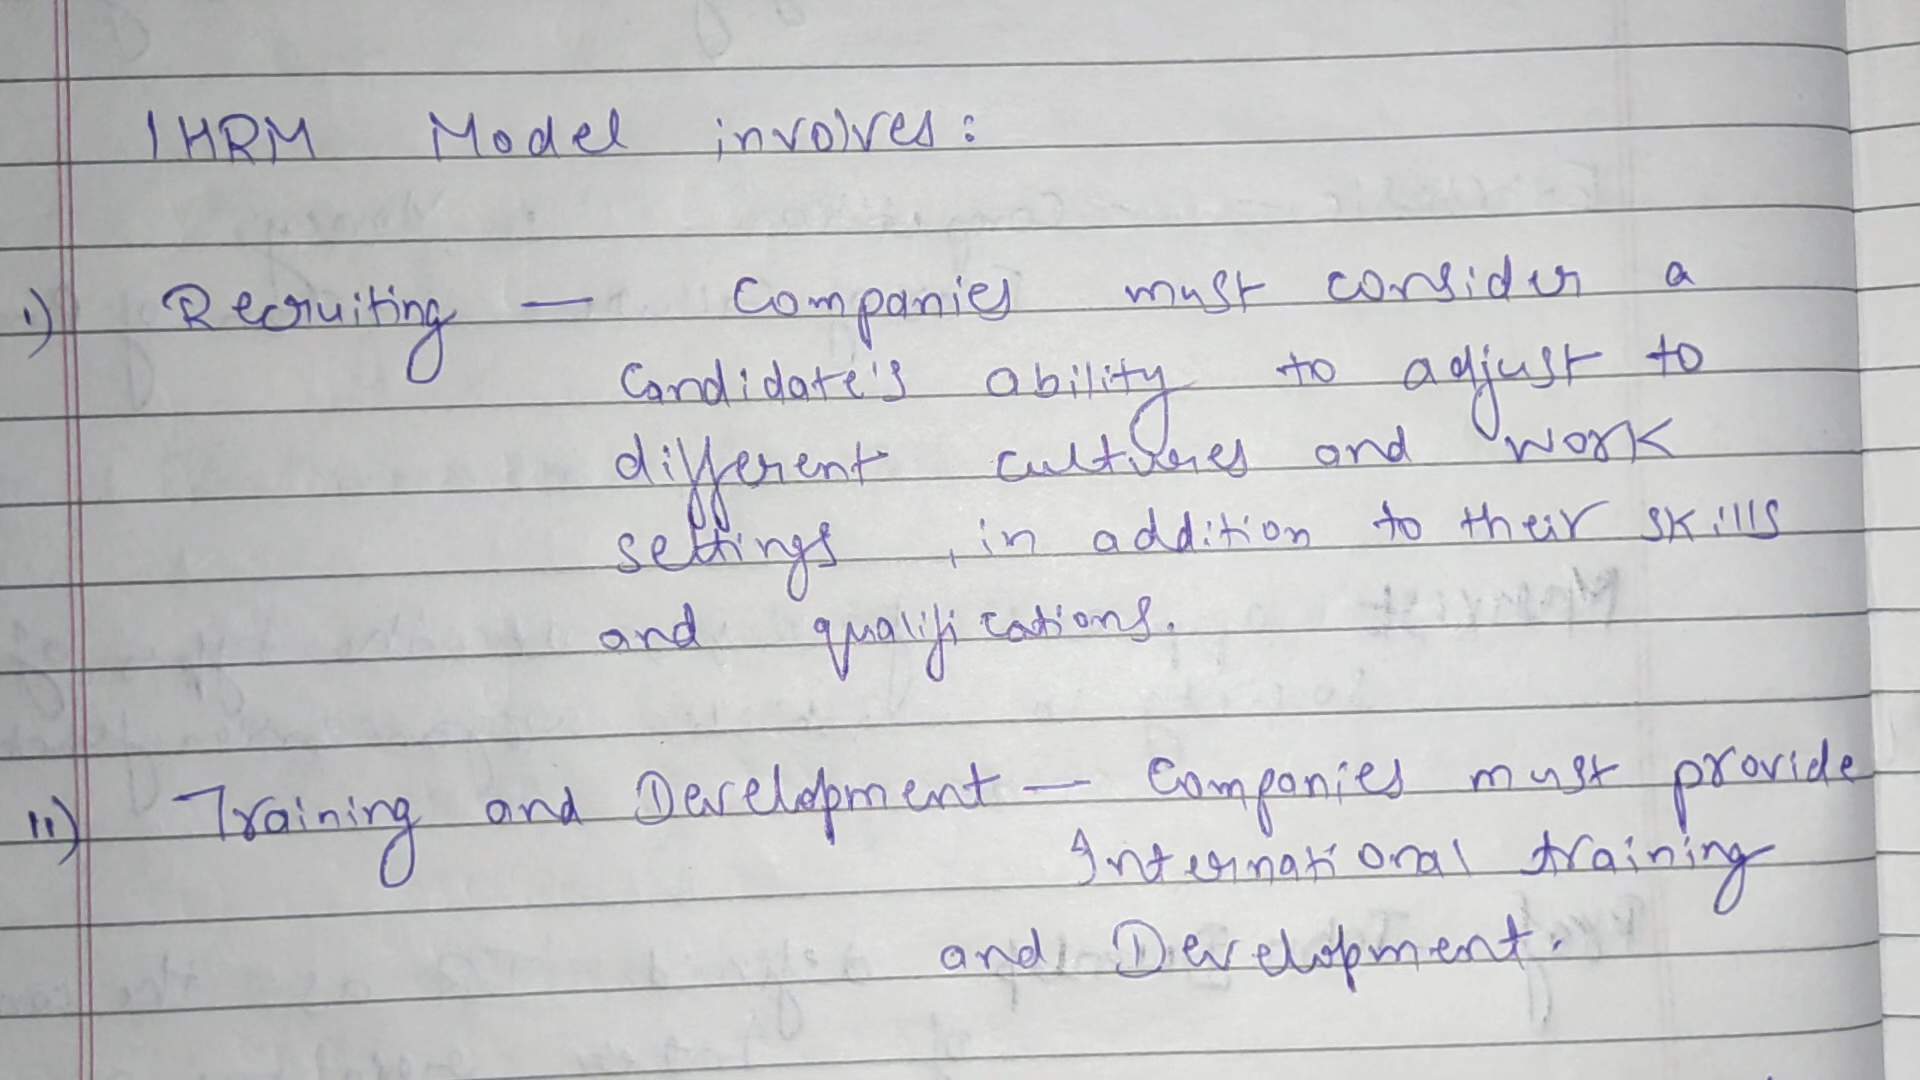 IHRM Model involves:
i) Recruiting — Companies must consider a
Candidate's ability to adjust to
different cultures and work
settings, in addition to their skills
and qualifications.
ii) Training and Development — Companies must provide
International training
and Development.